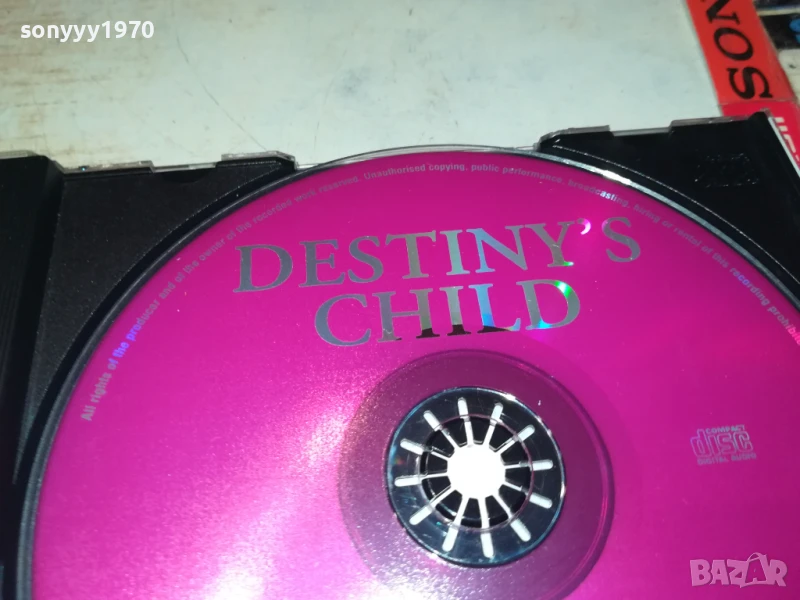 sonyyy1970
SON
All rights of the producer and of the owner of the recorded work reserved. Unauthorised copying, public performance, broadcasting, hiring or rental of this recording prohibited
DESTINY'S
CHILD
COMPACT
disc
DIGITAL AUDIO
BAZAR